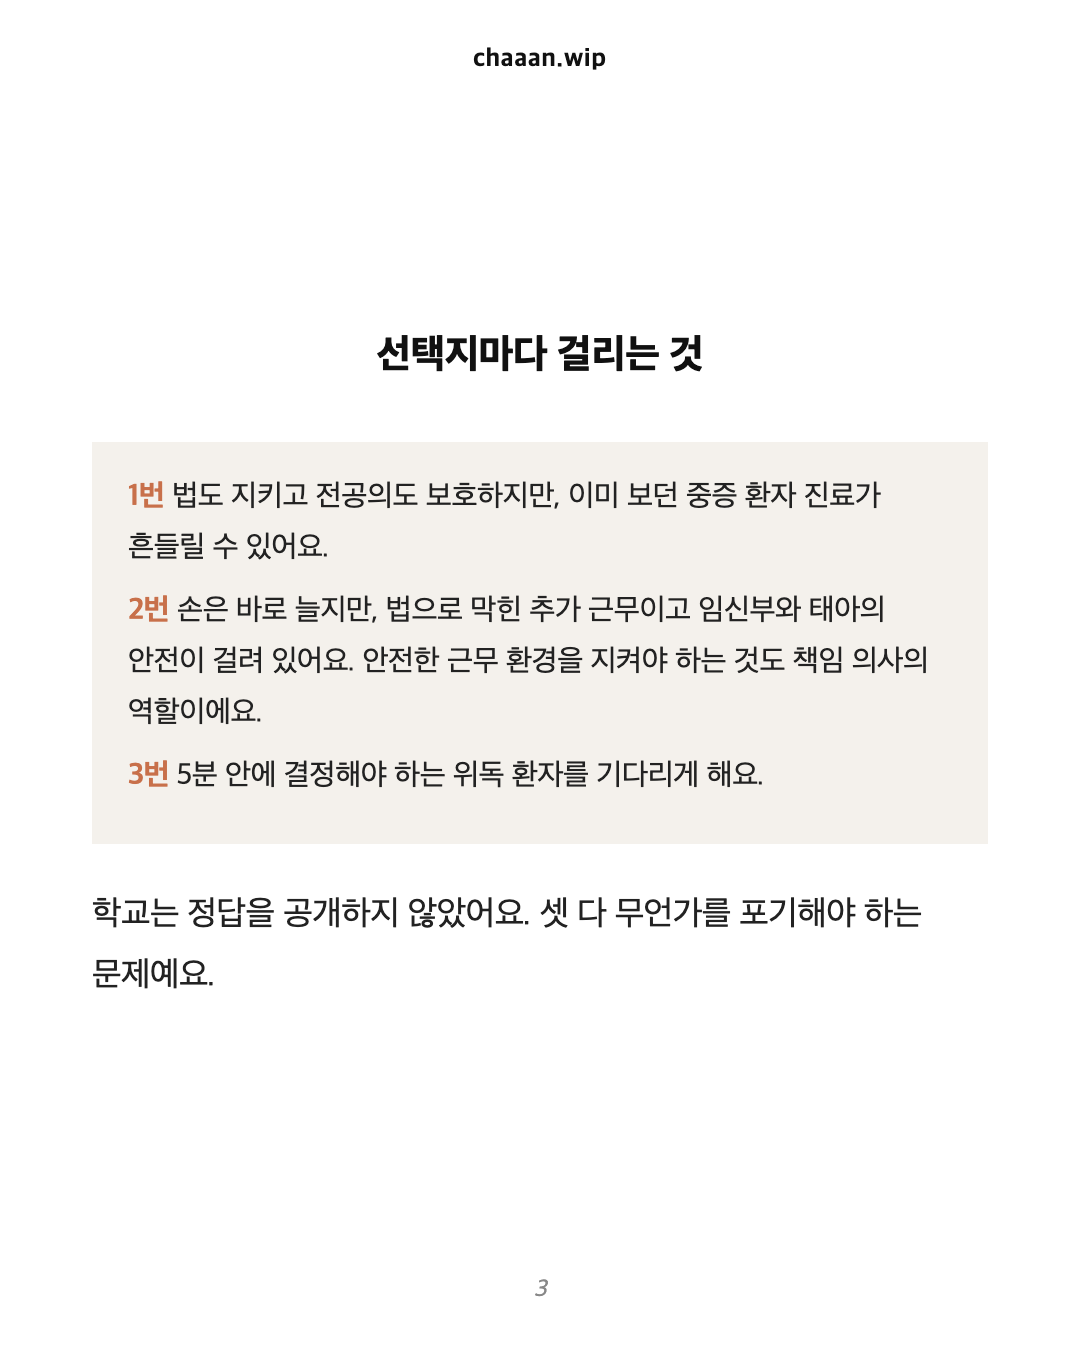 chaaan.wip
선택지마다 걸리는 것
1번 법도 지키고 전공의도 보호하지만, 이미 보던 중증 환자 진료가
흔들릴 수 있어요.
2번 손은 바로 늘지만, 법으로 막힌 추가 근무이고 임신부와 태아의
안전이 걸려 있어요. 안전한 근무 환경을 지켜야 하는 것도 책임 의사의
역할이에요.
3번 5분 안에 결정해야 하는 위독 환자를 기다리게 해요.
학교는 정답을 공개하지 않았어요. 셋 다 무언가를 포기해야 하는
문제예요.
3